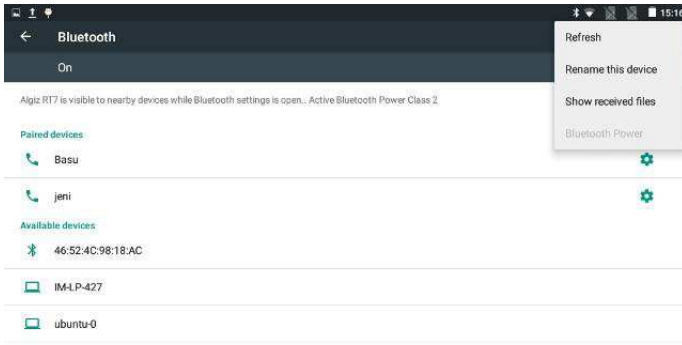 15:16
Bluetooth
Refresh
On
Rename this device
Algiz RT7 is visible to nearby devices while Bluetooth settings is open.. Active Bluetooth Power Class 2
Show received files
Paired devices
Bluetooth Power
Basu
jeni
Available devices
46:52:4C:98:18:AC
IM-LP-427
ubuntu-0